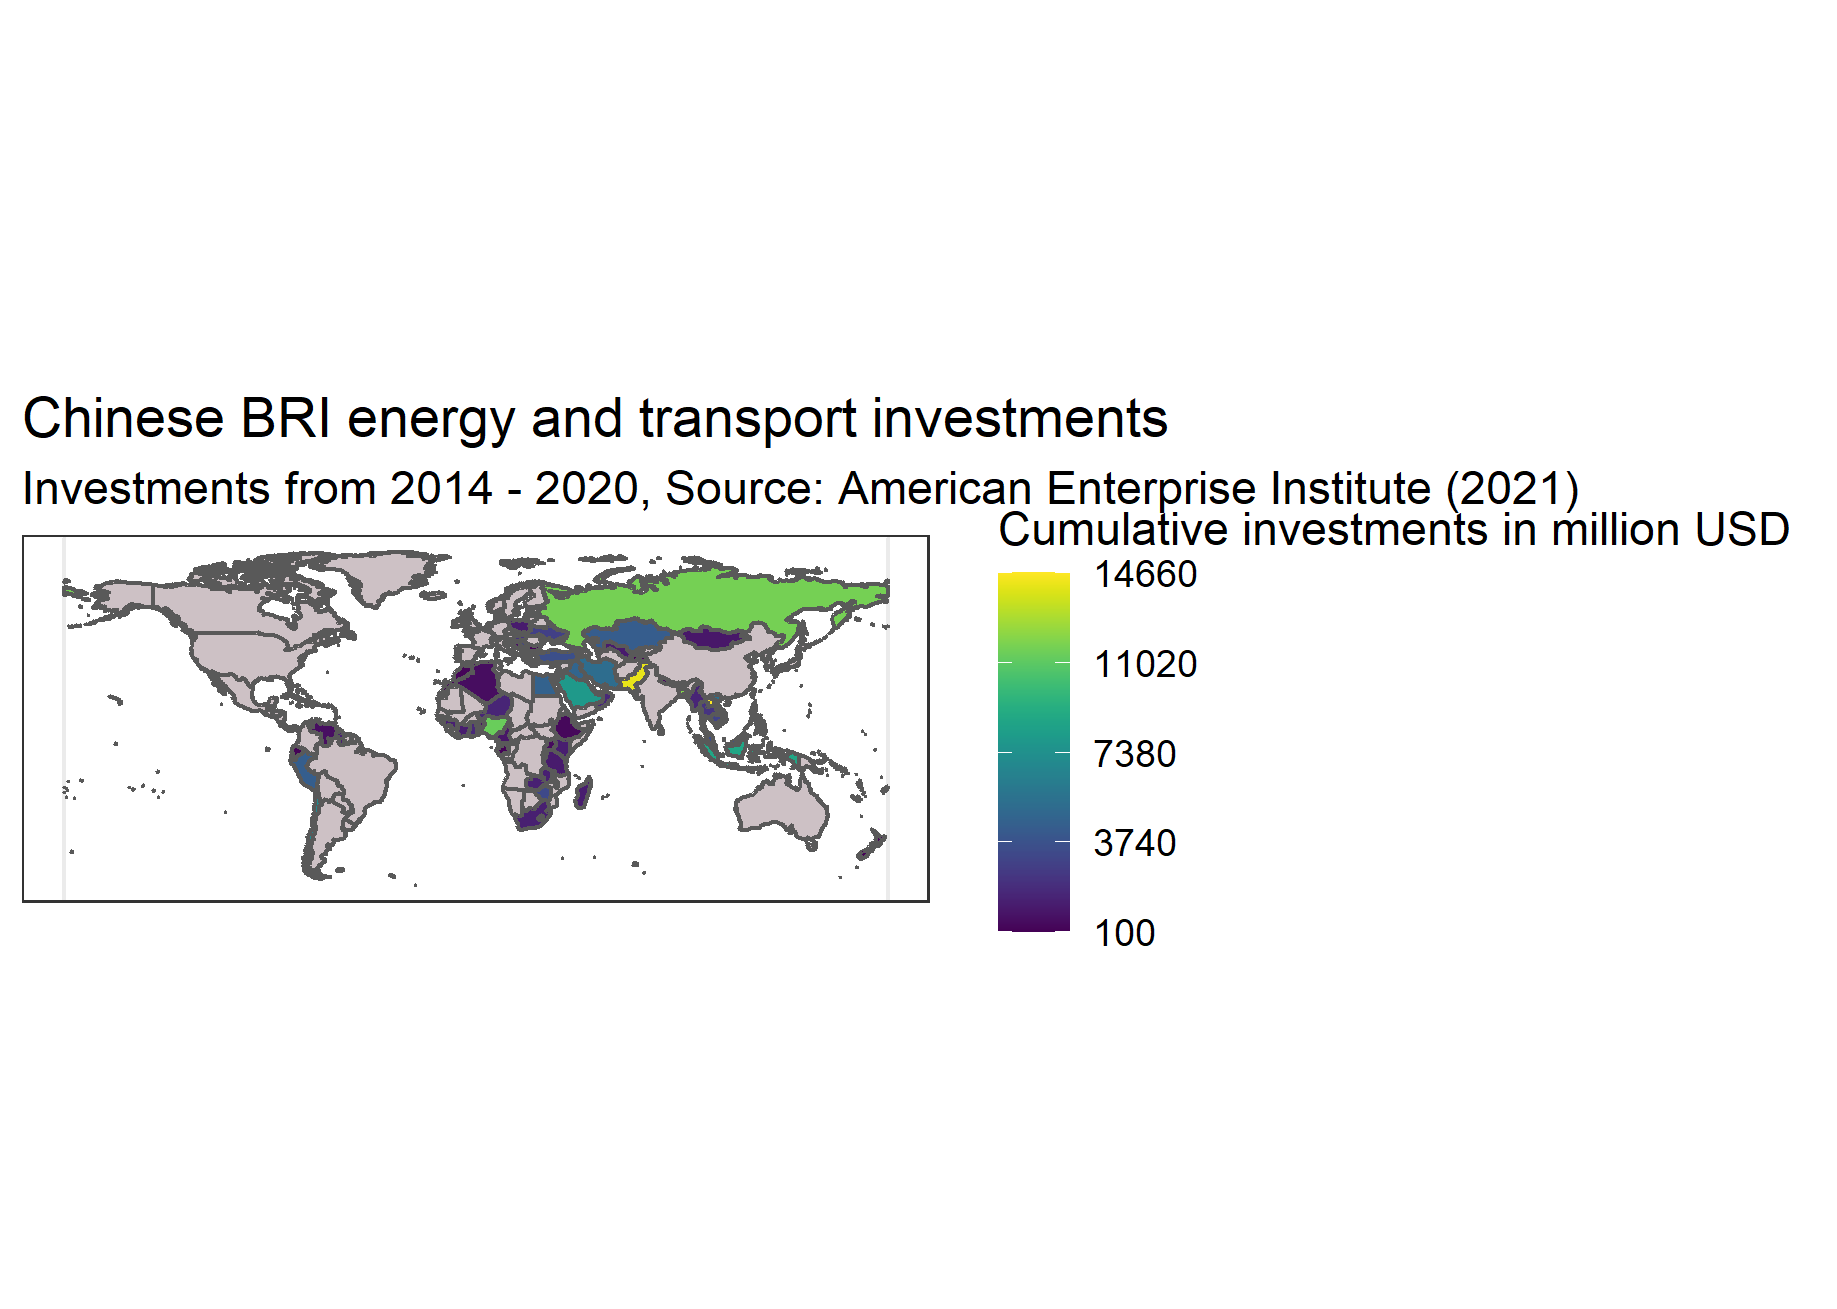 Chinese BRI energy and transport investments
Investments from 2014 - 2020, Source: American Enterprise Institute (2021)
Cumulative investments in million USD
14660
11020
7380
3740
100